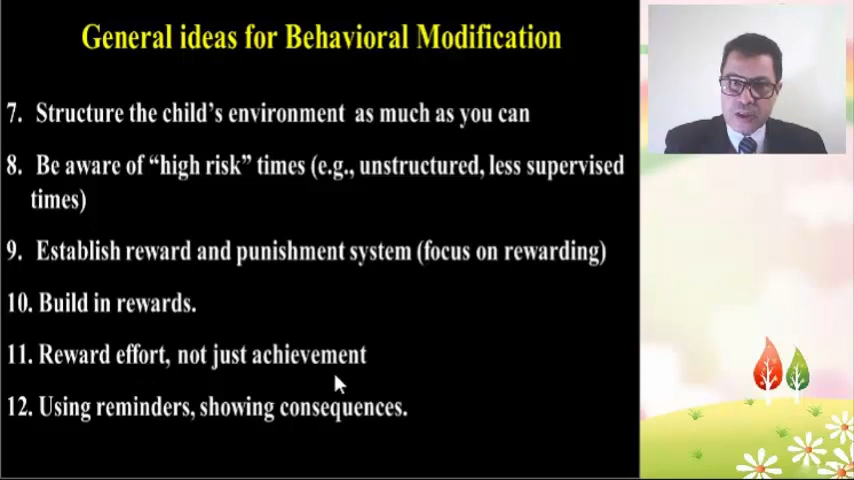 General ideas for Behavioral Modification
7. Structure the child's environment as much as you can
8. Be aware of “high risk” times (e.g., unstructured, less supervised
times)
9. Establish reward and punishment system (focus on rewarding)
10. Build in rewards.
11. Reward effort, not just achievement
12. Using reminders, showing consequences.